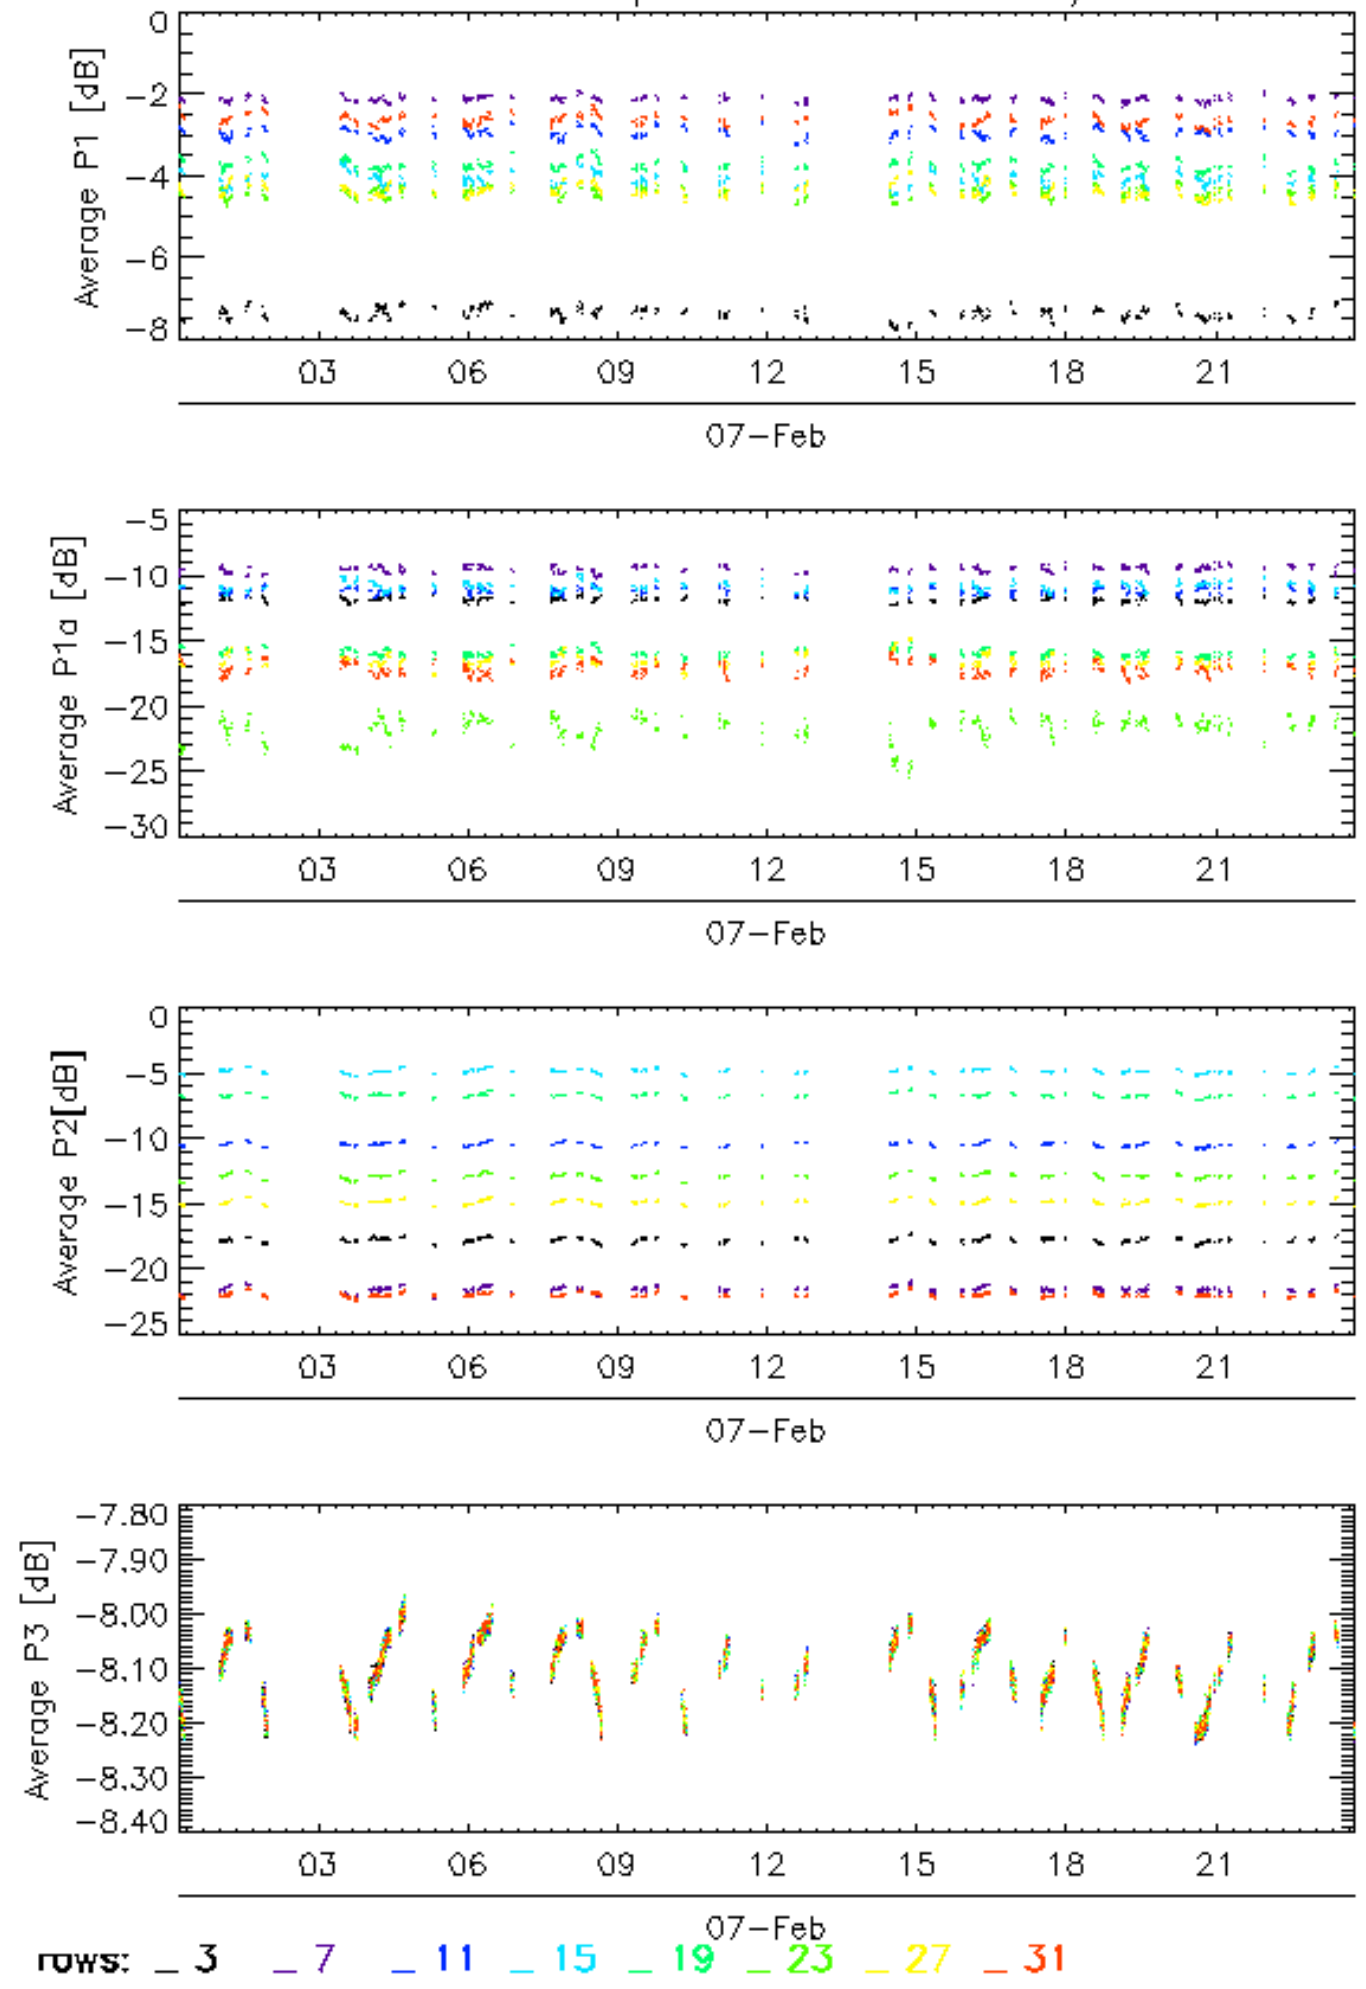 0
-2
-4
-6
-8
Average P1 [dB]
03 06 09 12 15 18 21
07-Feb
-5
-10
-15
-20
-25
-30
Average P1a [dB]
03 06 09 12 15 18 21
07-Feb
0
-5
-10
-15
-20
-25
Average P2[dB]
03 06 09 12 15 18 21
07-Feb
-7.80
-7.90
-8.00
-8.10
-8.20
-8.30
-8.40
Average P3 [dB]
03 06 09 12 15 18 21
07-Feb
rows: _ 3 _ 7 _ 11 _ 15 _ 19 _ 23 _ 27 _ 31